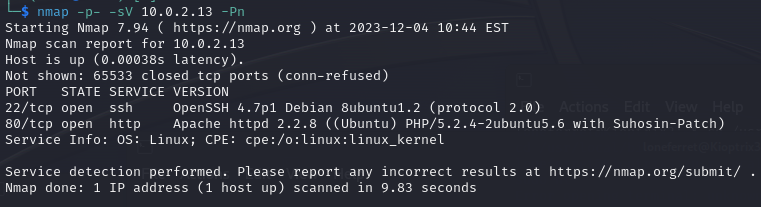 └─$ nmap -p- -sV 10.0.2.13 -Pn
Starting Nmap 7.94 ( https://nmap.org ) at 2023-12-04 10:44 EST
Nmap scan report for 10.0.2.13
Host is up (0.00038s latency).
Not shown: 65533 closed tcp ports (conn-refused)
PORT   STATE SERVICE VERSION
22/tcp open  ssh     OpenSSH 4.7p1 Debian 8ubuntu1.2 (protocol 2.0)
Actions Edit View Help
80/tcp open  http    Apache httpd 2.2.8 ((Ubuntu) PHP/5.2.4-2ubuntu5.6 with Suhosin-Patch)
Service Info: OS: Linux; CPE: cpe:/o:linux:linux_kernel
Service detection performed. Please report any incorrect results at https://nmap.org/submit/ .
Nmap done: 1 IP address (1 host up) scanned in 9.83 seconds